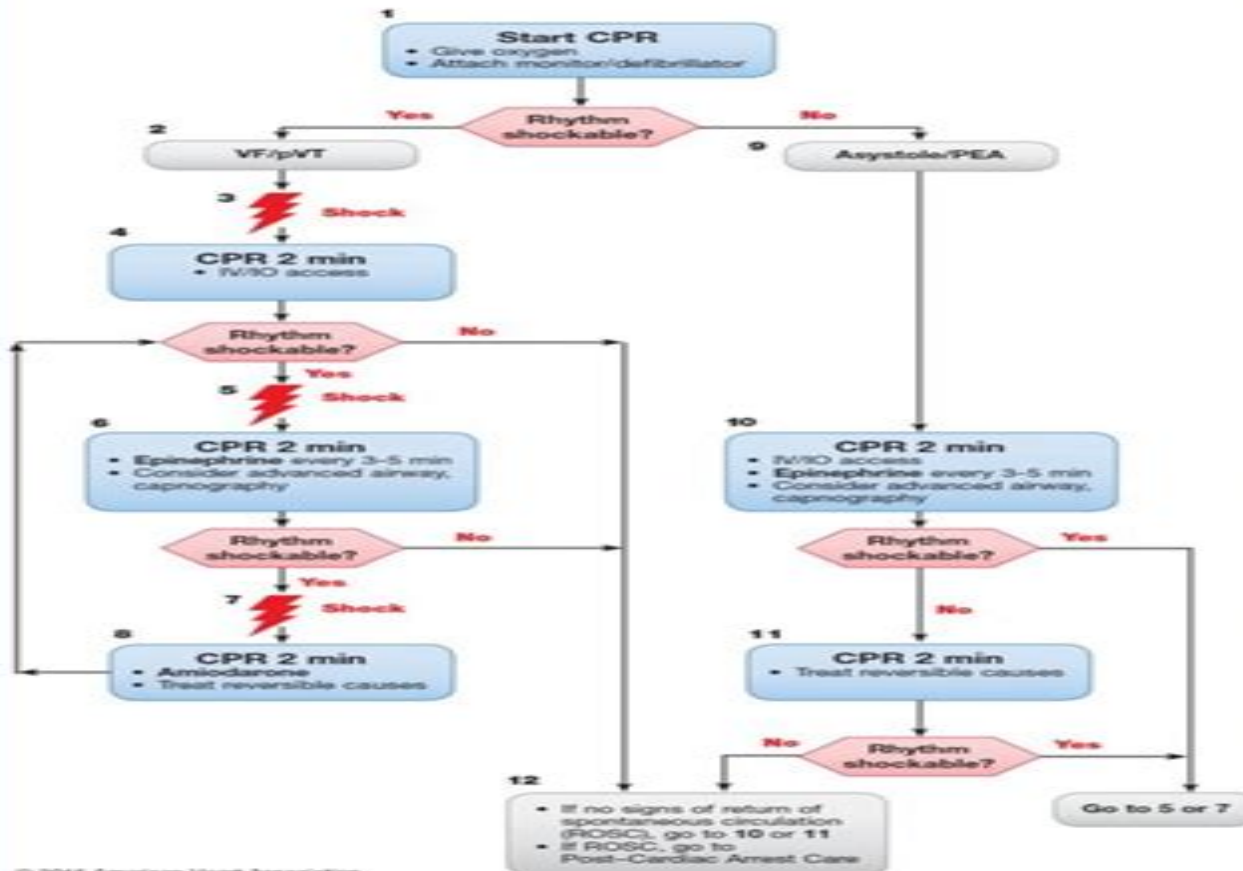 1
Start CPR
• Give oxygen
• Attach monitor/defibrillator
Yes
Rhythm
shockable?
No
2
VF/pVT
9
Asystole/PEA
3
Shock
4
CPR 2 min
• IV/IO access
Rhythm
shockable?
No
Yes
5
Shock
6
CPR 2 min
• Epinephrine every 3–5 min
• Consider advanced airway,
capnography
10
CPR 2 min
• IV/IO access
• Epinephrine every 3–5 min
• Consider advanced airway,
capnography
Rhythm
shockable?
No
Yes
Rhythm
shockable?
Yes
No
7
Shock
8
CPR 2 min
• Amiodarone
• Treat reversible causes
11
CPR 2 min
• Treat reversible causes
No
Rhythm
shockable?
Yes
12
• If no signs of return of
spontaneous circulation
(ROSC), go to 10 or 11
• If ROSC, go to
Post–Cardiac Arrest Care
Go to 5 or 7
American Heart Association